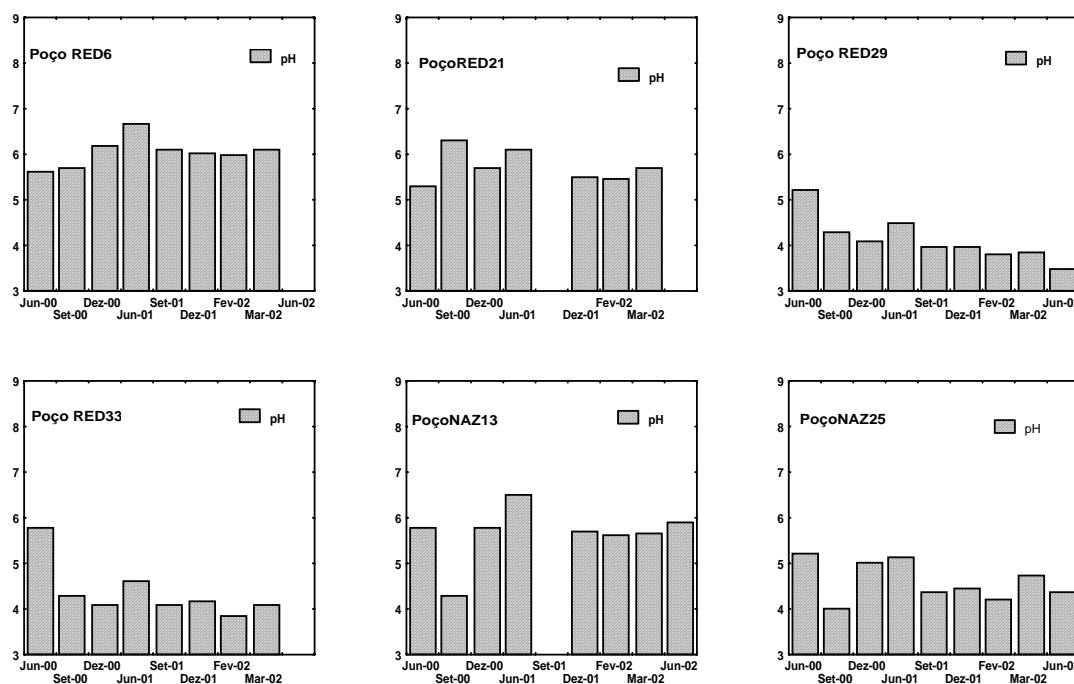 9
Poço RED6
pH
8
7
6
5
4
3
Jun-00 Dez-00 Set-01 Fev-02 Jun-02
Set-00 Jun-01 Dez-01 Mar-02
9
PoçoRED21
pH
8
7
6
5
4
3
Jun-00 Dez-00 Fev-02
Set-00 Jun-01 Dez-01 Mar-02
9
Poço RED29
pH
8
7
6
5
4
3
Jun-00 Dez-00 Set-01 Fev-02 Jun-02
Set-00 Jun-01 Dez-01 Mar-02
9
Poço RED33
pH
8
7
6
5
4
3
Jun-00 Dez-00 Set-01 Fev-02
Set-00 Jun-01 Dez-01 Mar-02
9
PoçoNAZ13
pH
8
7
6
5
4
3
Jun-00 Dez-00 Set-01 Fev-02 Jun-02
Set-00 Jun-01 Dez-01 Mar-02
9
PoçoNAZ25
pH
8
7
6
5
4
3
Jun-00 Dez-00 Set-01 Fev-02 Jun-02
Set-00 Jun-01 Dez-01 Mar-02